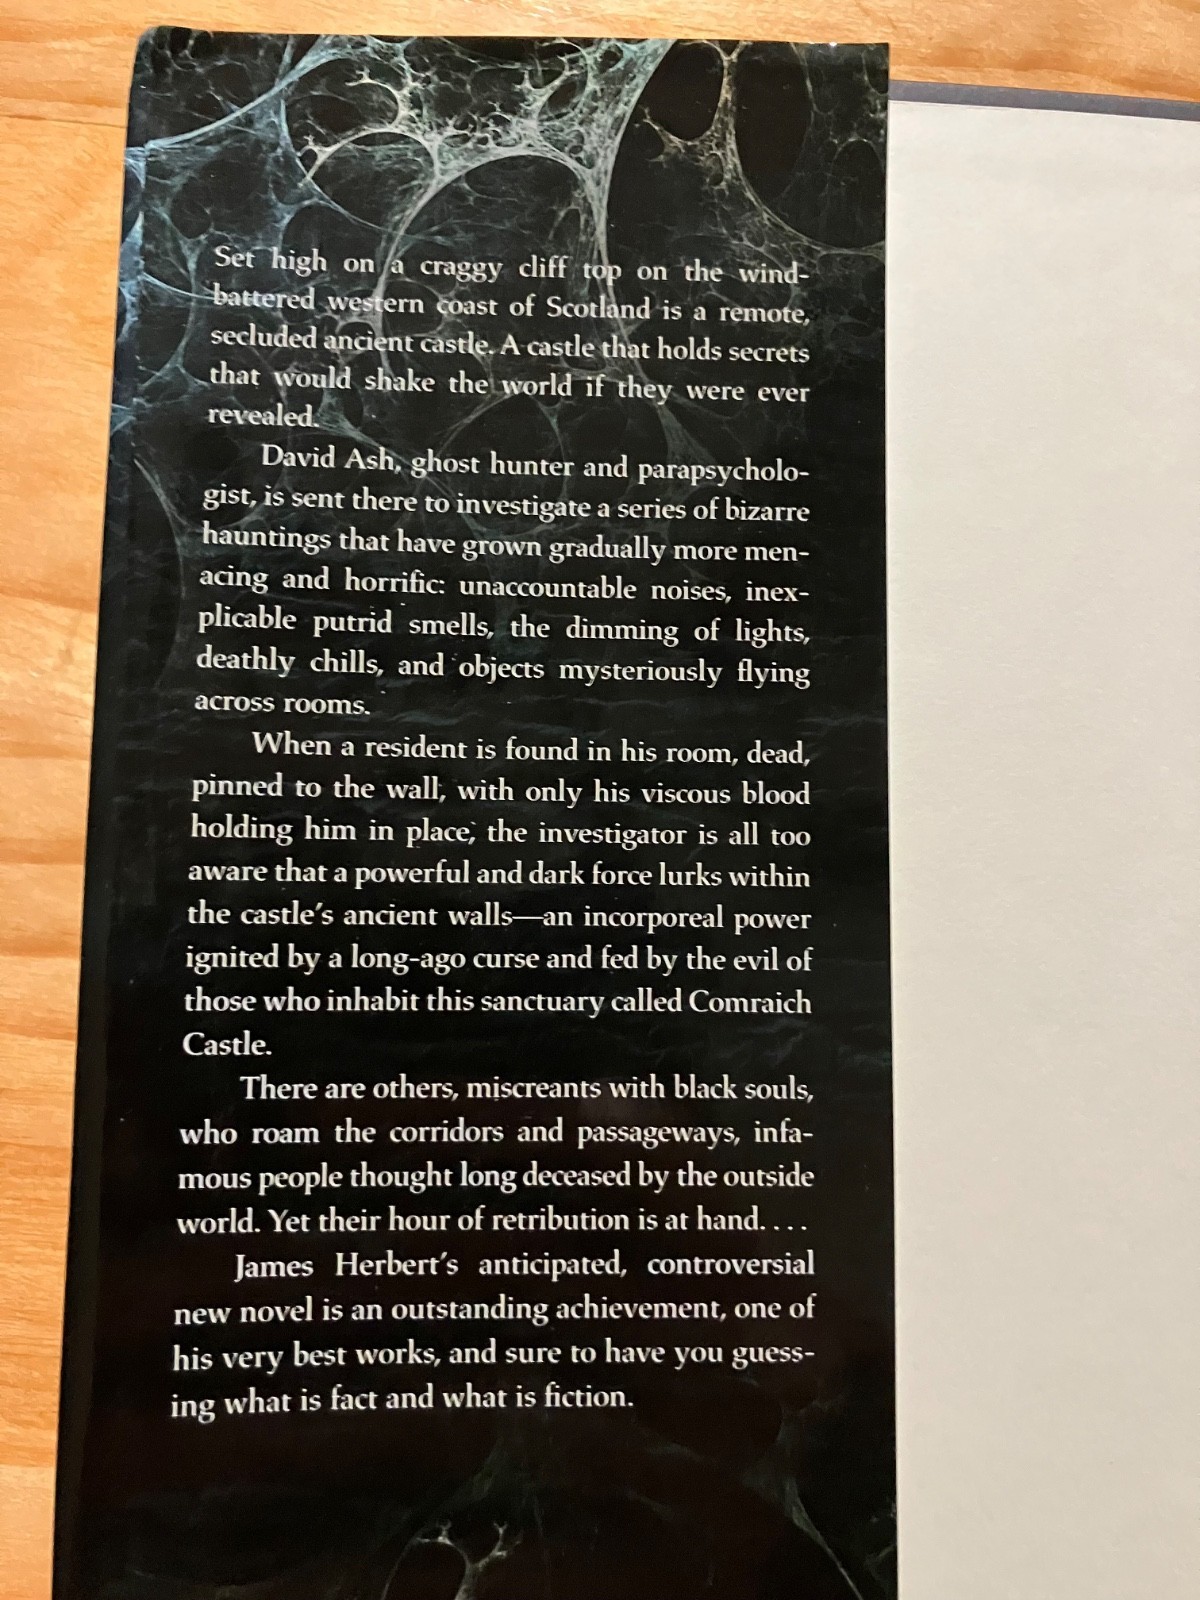 Set high on a craggy cliff top on the wind-
battered western coast of Scotland is a remote,
secluded ancient castle. A castle that holds secrets
that would shake the world if they were ever
revealed.
David Ash, ghost hunter and parapsycholo-
gist, is sent there to investigate a series of bizarre
hauntings that have grown gradually more men-
acing and horrific: unaccountable noises, inex-
plicable putrid smells, the dimming of lights,
deathly chills, and objects mysteriously flying
across rooms.
When a resident is found in his room, dead,
pinned to the wall, with only his viscous blood
holding him in place, the investigator is all too
aware that a powerful and dark force lurks within
the castle's ancient walls—an incorporeal power
ignited by a long-ago curse and fed by the evil of
those who inhabit this sanctuary called Comraich
Castle.
There are others, miscreants with black souls,
who roam the corridors and passageways, infa-
mous people thought long deceased by the outside
world. Yet their hour of retribution is at hand. . . .
James Herbert's anticipated, controversial
new novel is an outstanding achievement, one of
his very best works, and sure to have you guess-
ing what is fact and what is fiction.